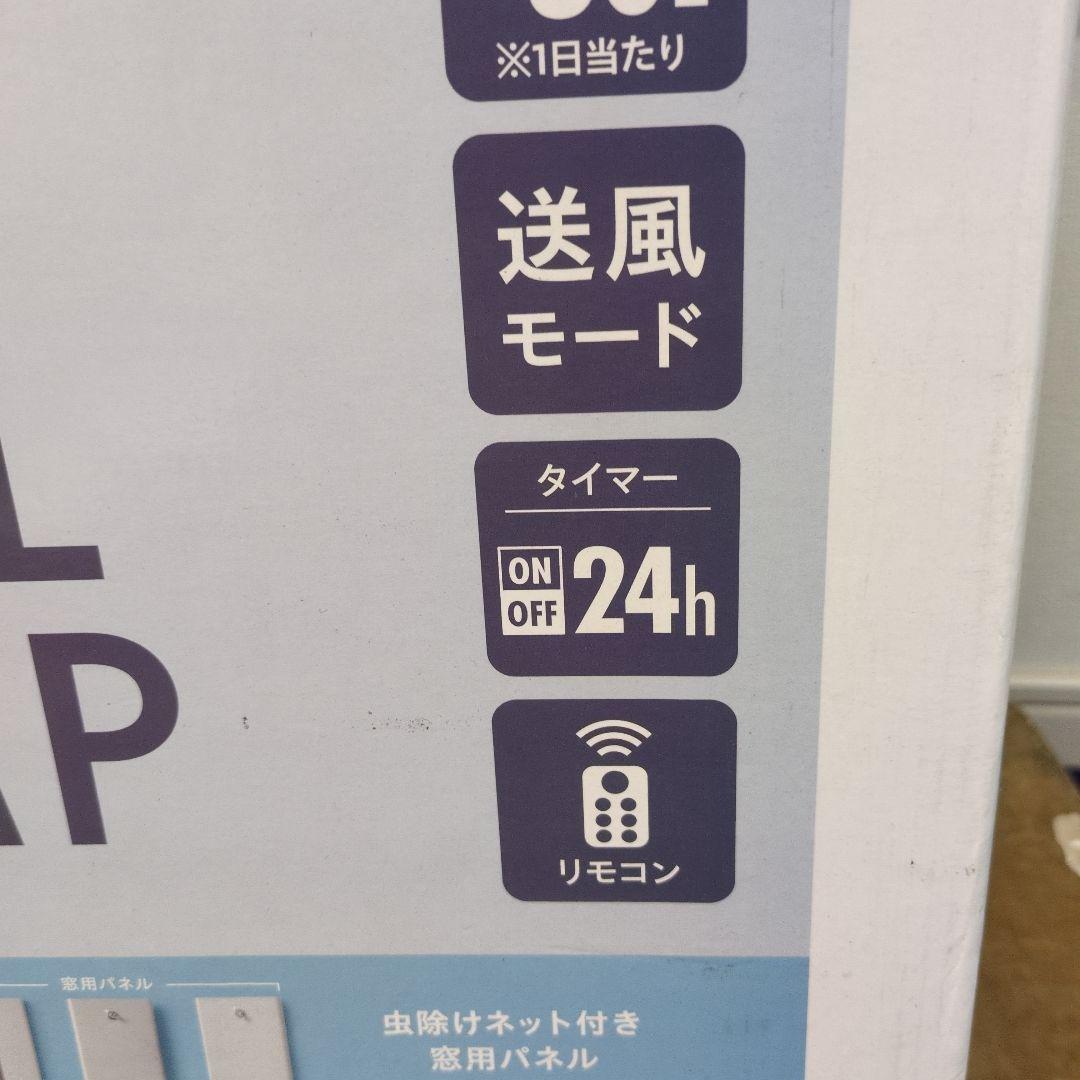 ※1日当たり
送風
モード
タイマー
ON
OFF
24h
リモコン
L
AP
窓用パネル
虫除けネット付き
窓用パネル